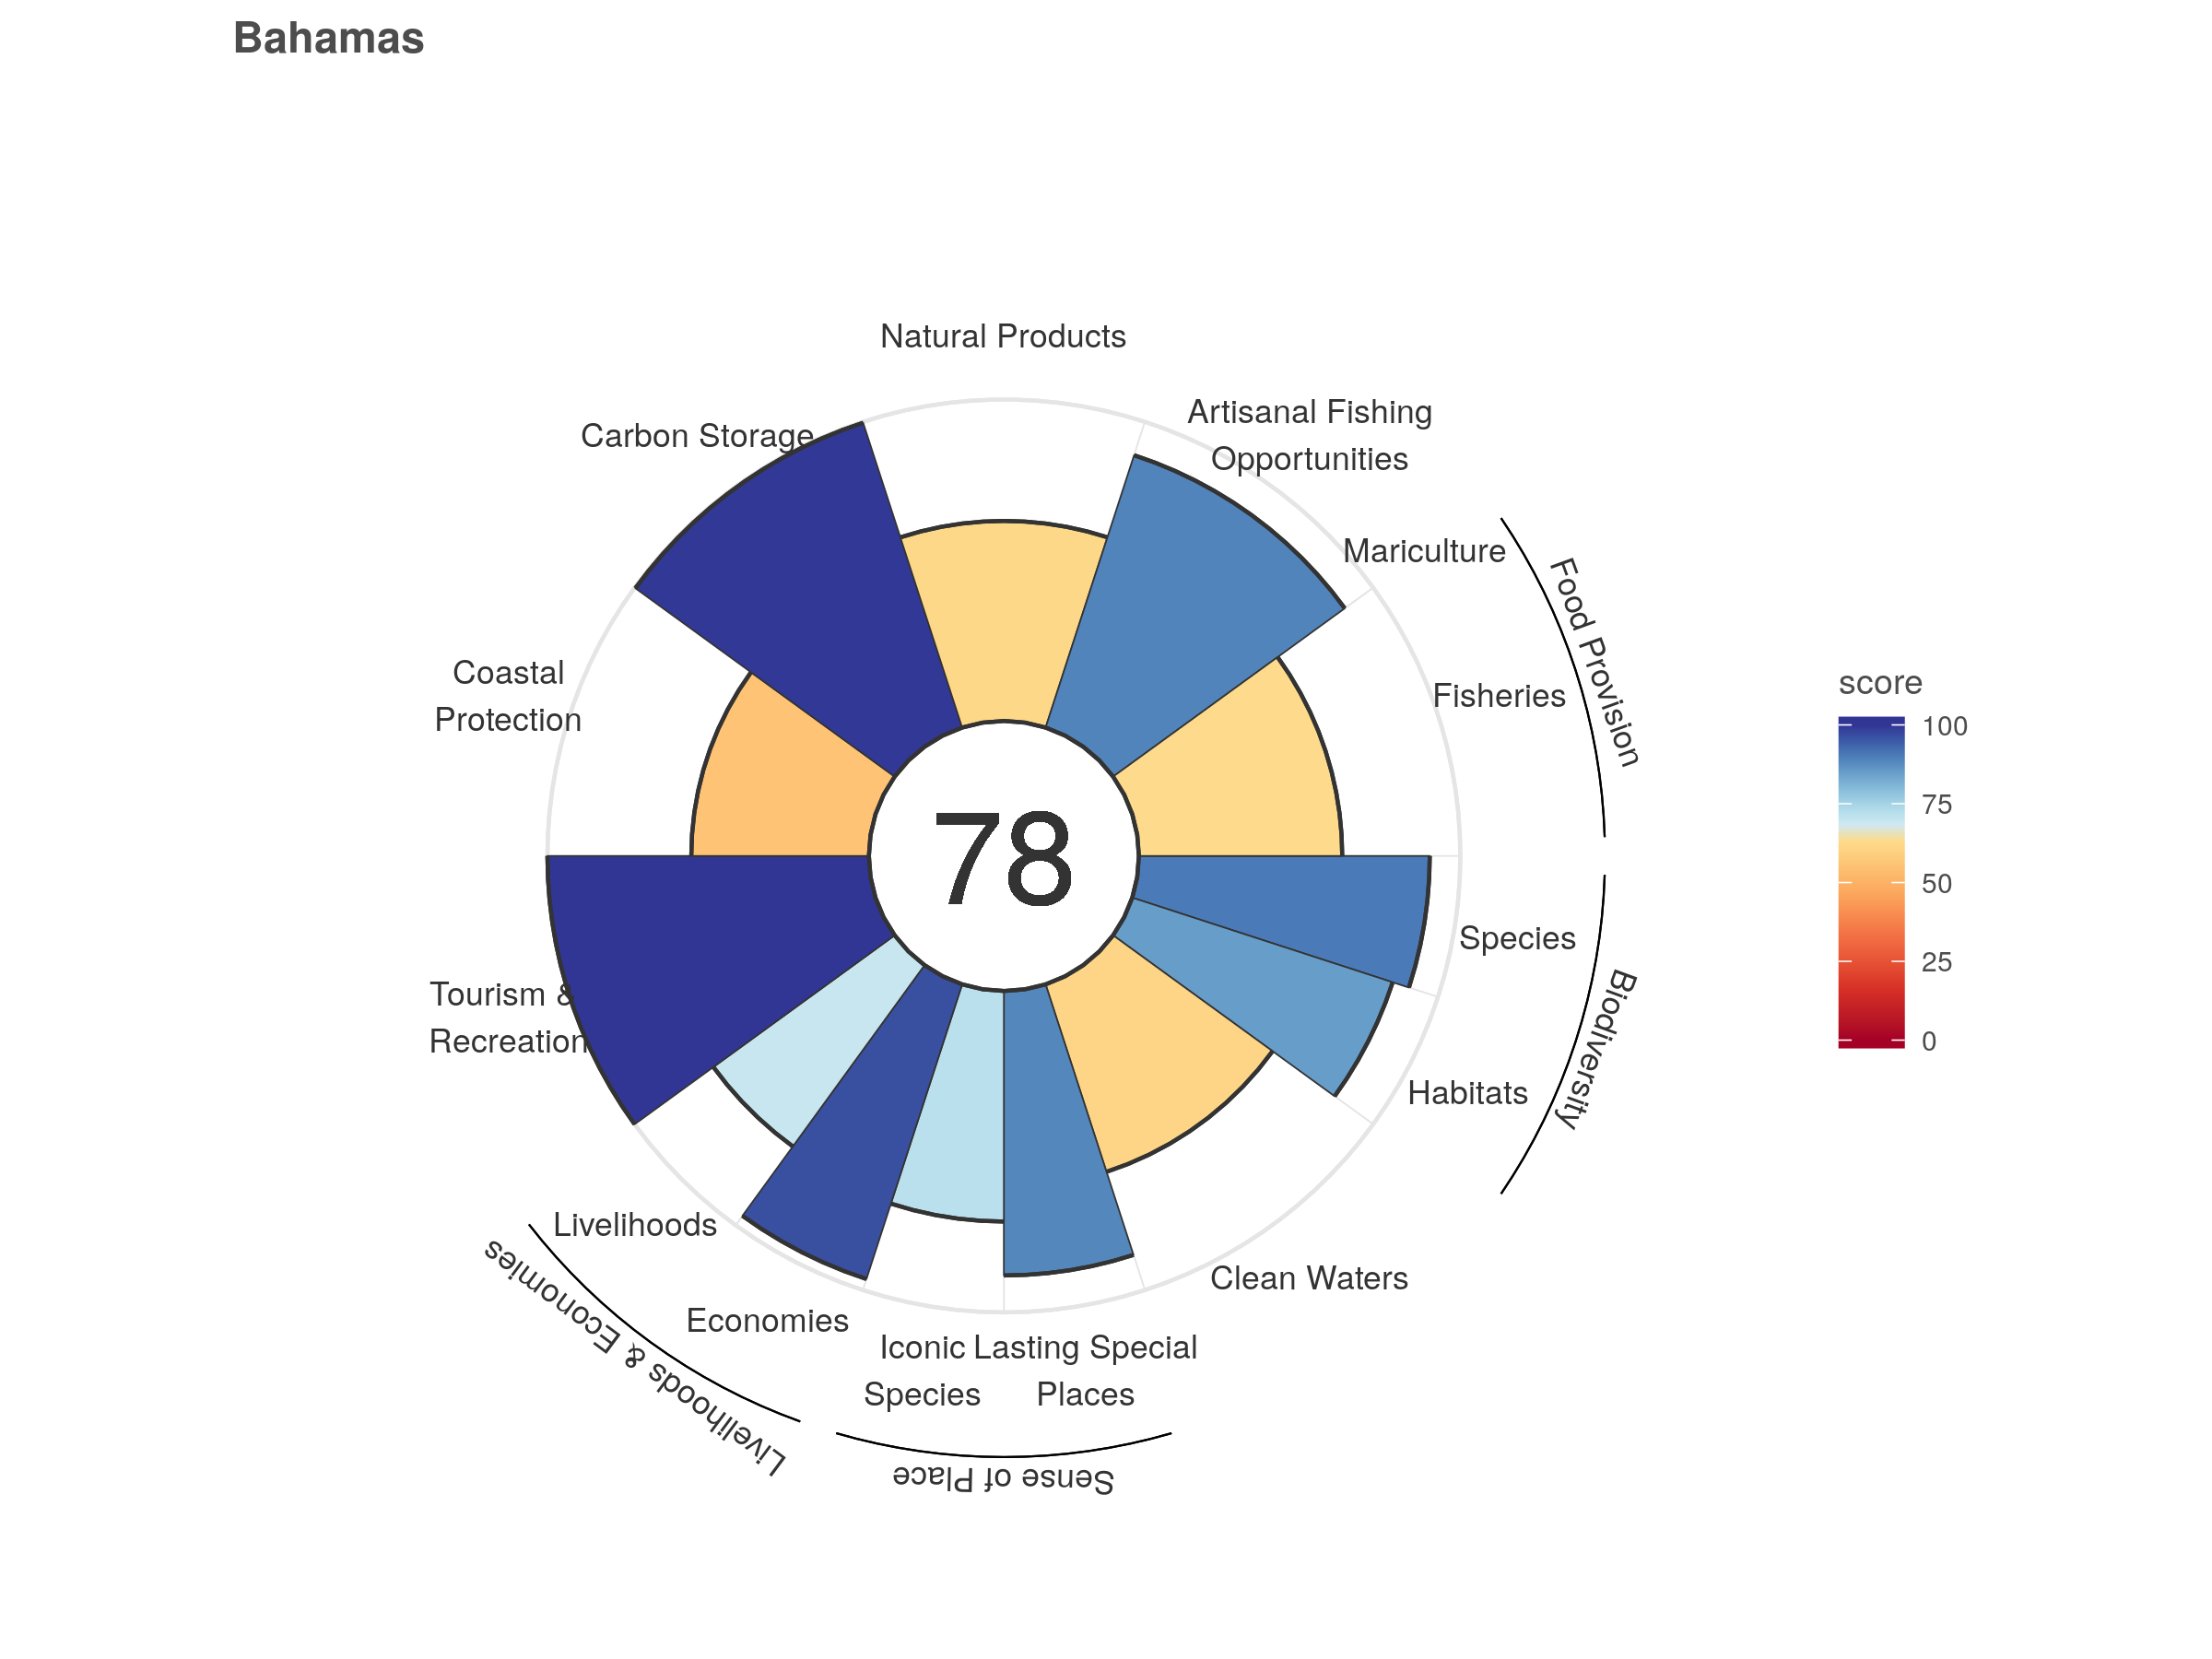 Bahamas
Natural Products
Artisanal Fishing
Opportunities
Carbon Storage
Mariculture
Food Provision
Fisheries
Coastal
Protection
78
Species
Biodiversity
Habitats
Tourism &
Recreation
Livelihoods
Economies
Livelihoods & Economies
Iconic
Species
Lasting Special
Places
Sense of Place
Clean Waters
score
100
75
50
25
0